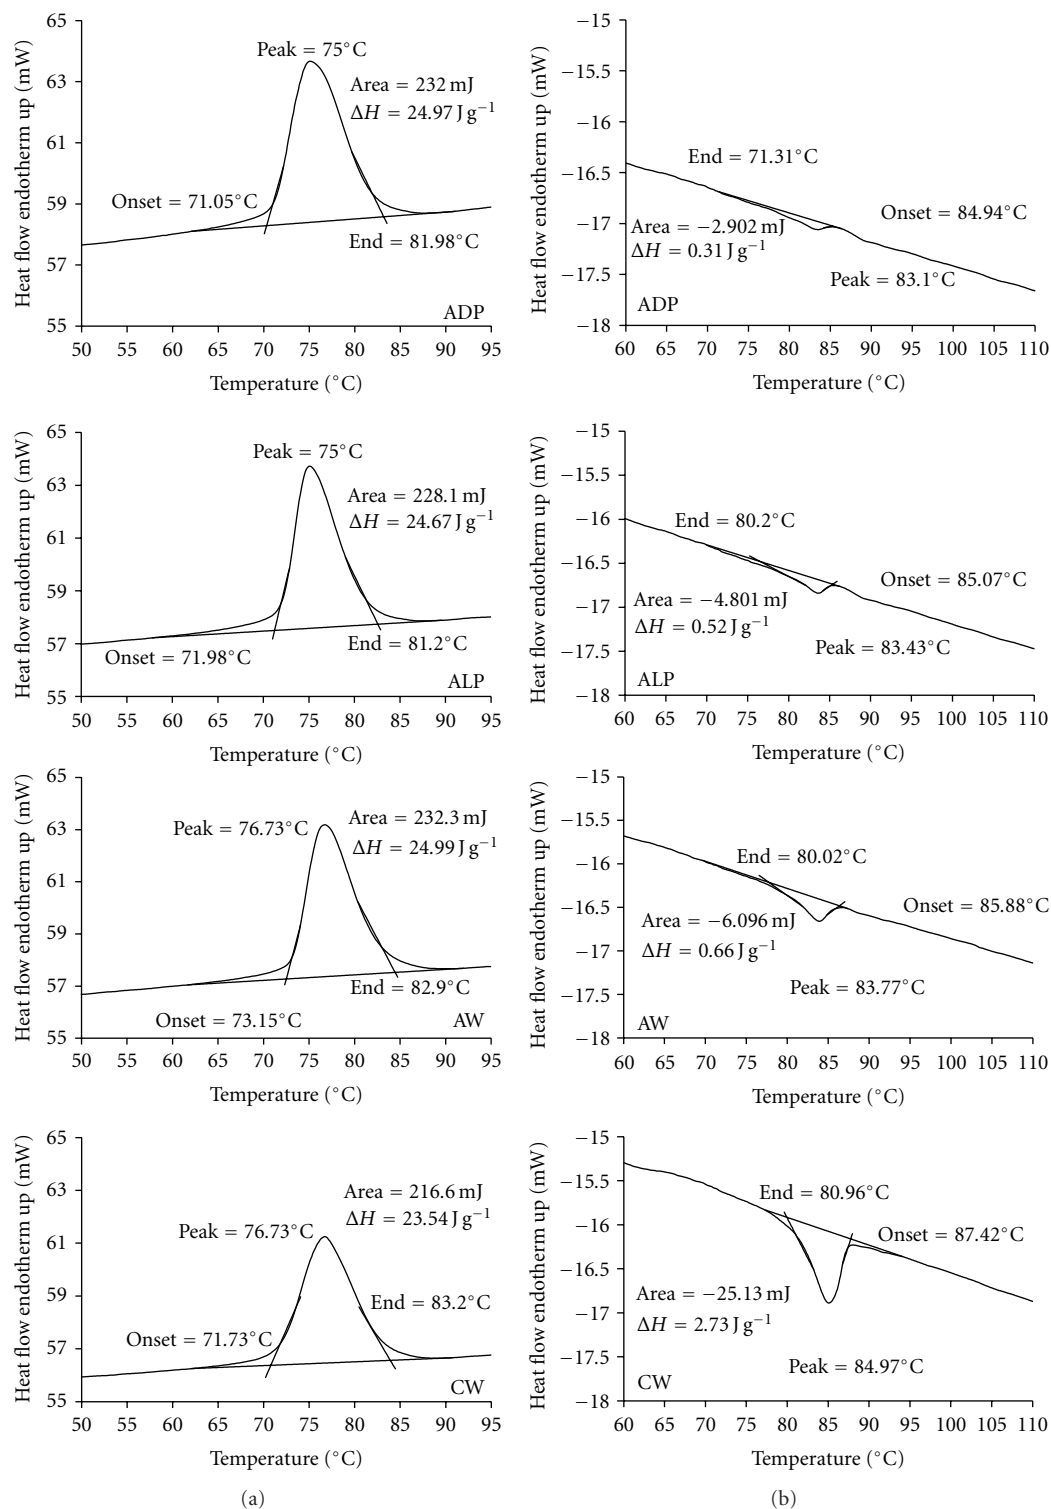 65
63
61
59
57
55
Heat flow endotherm up (mW)
Peak = 75°C
Area = 232 mJ
ΔH = 24.97 J g⁻¹
Onset = 71.05°C
End = 81.98°C
ADP
50 55 60 65 70 75 80 85 90 95
Temperature (°C)
−15
−15.5
−16
−16.5
−17
−17.5
−18
Heat flow endotherm up (mW)
End = 71.31°C
Onset = 84.94°C
Area = −2.902 mJ
ΔH = 0.31 J g⁻¹
Peak = 83.1°C
ADP
60 65 70 75 80 85 90 95 100 105 110
Temperature (°C)
65
63
61
59
57
55
Heat flow endotherm up (mW)
Peak = 75°C
Area = 228.1 mJ
ΔH = 24.67 J g⁻¹
End = 81.2°C
Onset = 71.98°C
ALP
50 55 60 65 70 75 80 85 90 95
Temperature (°C)
−15
−16
−16.5
−17
−17.5
−18
Heat flow endotherm up (mW)
End = 80.2°C
Onset = 85.07°C
Area = −4.801 mJ
ΔH = 0.52 J g⁻¹
Peak = 83.43°C
ALP
60 65 70 75 80 85 90 95 100 105 110
Temperature (°C)
65
63
61
59
57
55
Heat flow endotherm up (mW)
Area = 232.3 mJ
Peak = 76.73°C
ΔH = 24.99 J g⁻¹
End = 82.9°C
Onset = 73.15°C
AW
50 55 60 65 70 75 80 85 90 95
Temperature (°C)
−15
−15.5
−16
−16.5
−17
−17.5
−18
Heat flow endotherm up (mW)
End = 80.02°C
Onset = 85.88°C
Area = −6.096 mJ
ΔH = 0.66 J g⁻¹
Peak = 83.77°C
AW
60 65 70 75 80 85 90 95 100 105 110
Temperature (°C)
65
63
61
59
57
55
Heat flow endotherm up (mW)
Area = 216.6 mJ
ΔH = 23.54 J g⁻¹
Peak = 76.73°C
End = 83.2°C
Onset = 71.73°C
CW
50 55 60 65 70 75 80 85 90 95
Temperature (°C)
(a)
−15
−15.5
−16
−16.5
−17
−17.5
−18
Heat flow endotherm up (mW)
End = 80.96°C
Onset = 87.42°C
Area = −25.13 mJ
ΔH = 2.73 J g⁻¹
Peak = 84.97°C
CW
60 65 70 75 80 85 90 95 100 105 110
Temperature (°C)
(b)